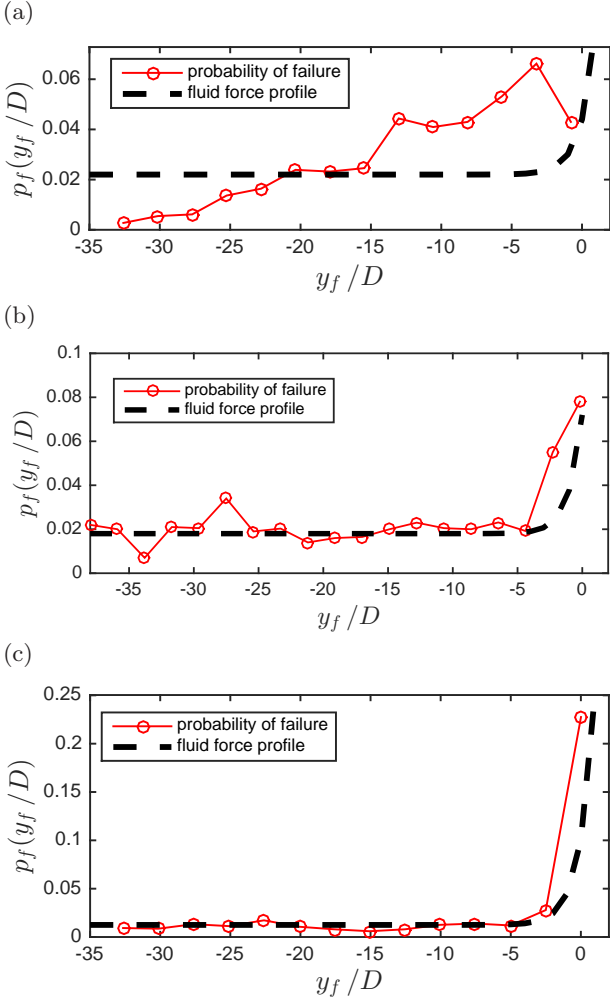 (a)
0.06
0.04
0.02
0
p_f(y_f/D)
probability of failure
fluid force profile
-35 -30 -25 -20 -15 -10 -5 0
y_f/D
(b)
0.1
0.08
0.06
0.04
0.02
0
p_f(y_f/D)
probability of failure
fluid force profile
-35 -30 -25 -20 -15 -10 -5 0
y_f/D
(c)
0.25
0.2
0.15
0.1
0.05
0
p_f(y_f/D)
probability of failure
fluid force profile
-35 -30 -25 -20 -15 -10 -5 0
y_f/D